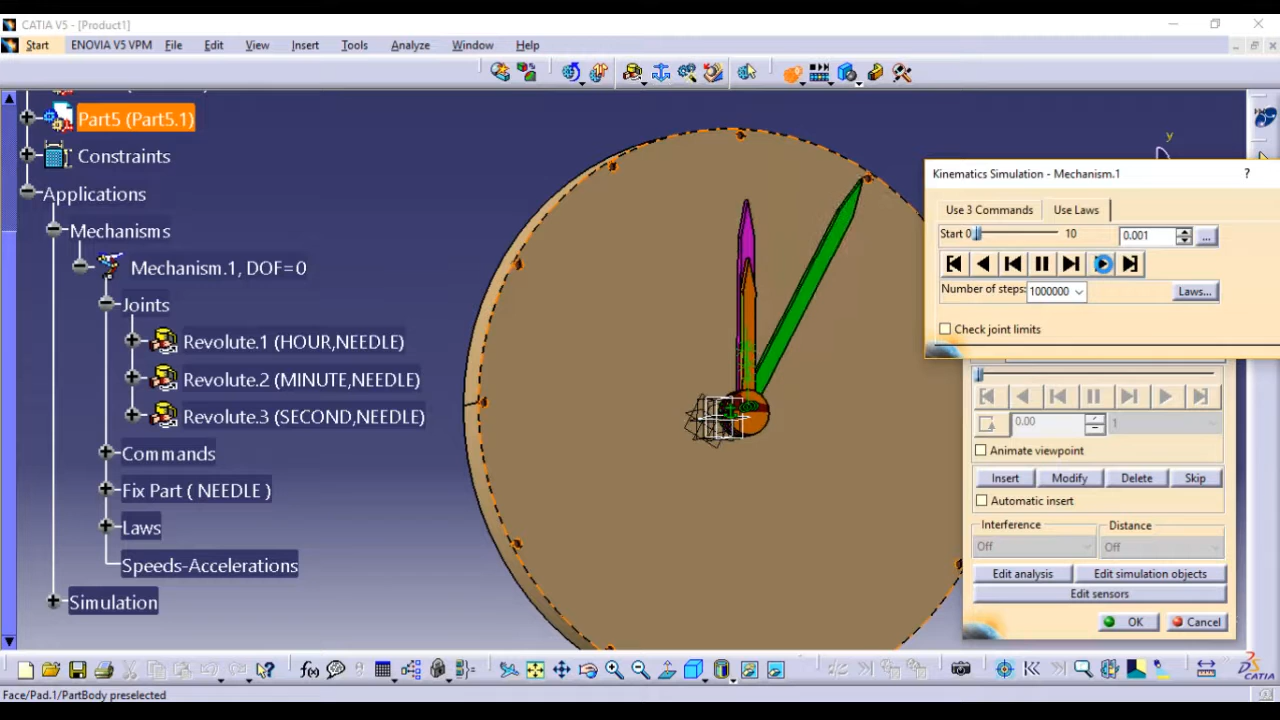 CATIA V5 - [Product1]
Start ENOVIA V5 VPM File Edit View Insert Tools Analyze Window Help
Part5 (Part5.1)
Constraints
Applications
Mechanisms
Mechanism.1, DOF=0
Joints
Revolute.1 (HOUR,NEEDLE)
Revolute.2 (MINUTE,NEEDLE)
Revolute.3 (SECOND,NEEDLE)
Commands
Fix Part ( NEEDLE )
Laws
Speeds-Accelerations
Simulation
y
Kinematics Simulation - Mechanism.1 ?
Use 3 Commands Use Laws
Start 0 10 0.001 ...
Number of steps: 1000000 Laws...
Check joint limits
0.00 1
Animate viewpoint
Insert Modify Delete Skip
Automatic insert
Interference Distance
Off Off
Edit analysis Edit simulation objects
Edit sensors
OK Cancel
f(x)
CATIA
Face/Pad.1/PartBody preselected